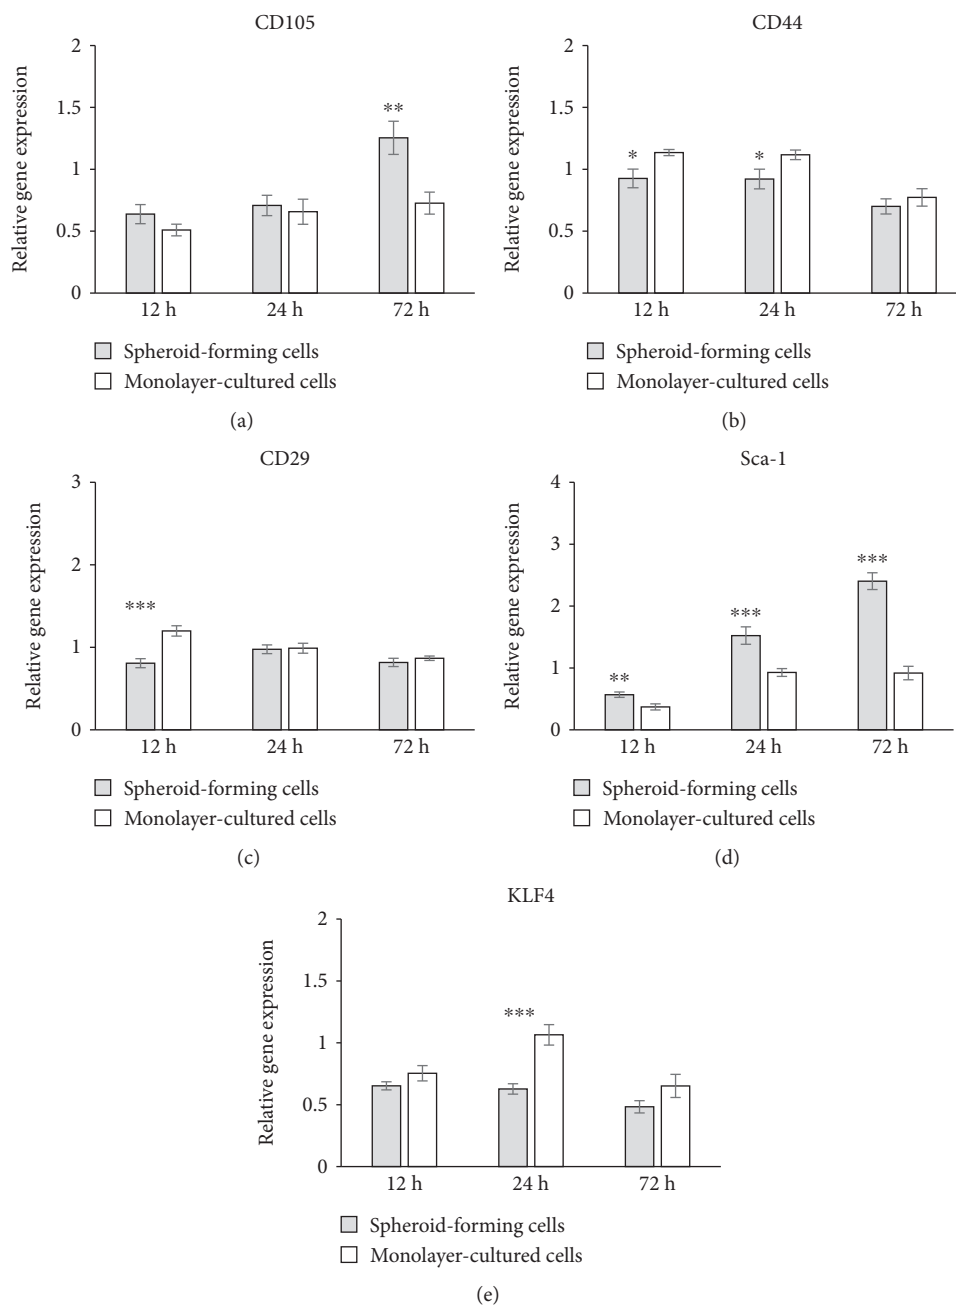 CD105
Relative gene expression
2
1.5
1
0.5
0
**
12 h 24 h 72 h
Spheroid-forming cells
Monolayer-cultured cells
(a)
CD44
Relative gene expression
2
1.5
1
0.5
0
* *
12 h 24 h 72 h
Spheroid-forming cells
Monolayer-cultured cells
(b)
CD29
Relative gene expression
3
2
1
0
***
12 h 24 h 72 h
Spheroid-forming cells
Monolayer-cultured cells
(c)
Sca-1
Relative gene expression
4
3
2
1
0
** *** ***
12 h 24 h 72 h
Spheroid-forming cells
Monolayer-cultured cells
(d)
KLF4
Relative gene expression
2
1.5
1
0.5
0
***
12 h 24 h 72 h
Spheroid-forming cells
Monolayer-cultured cells
(e)